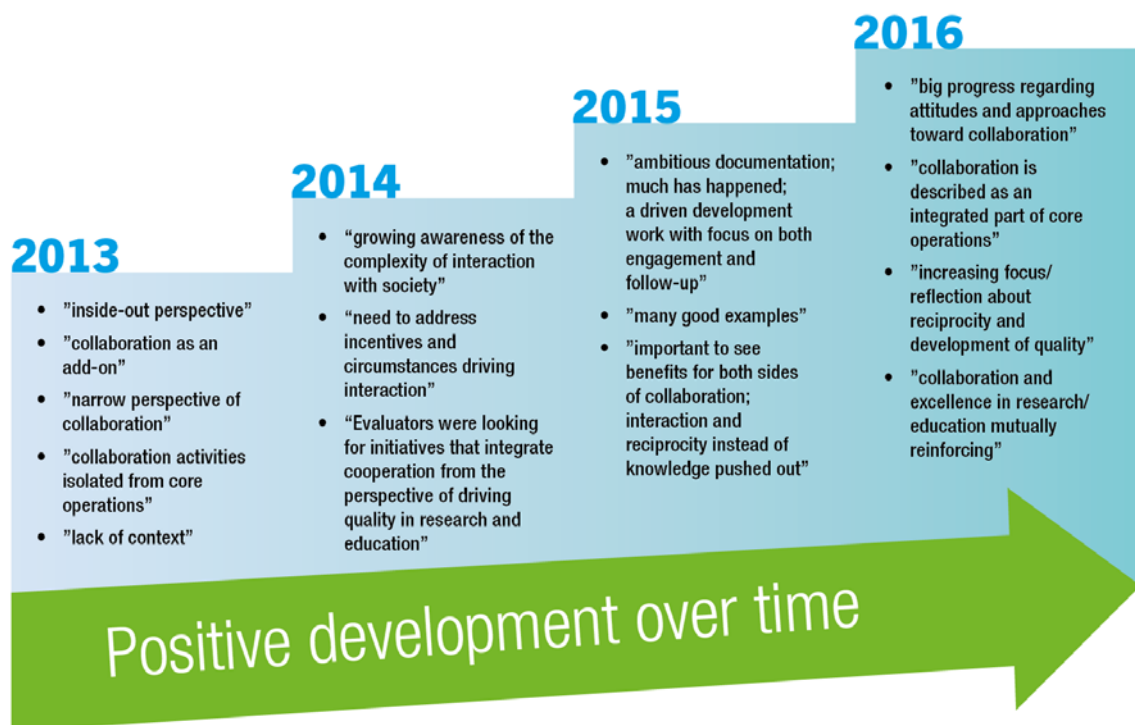 2013
• ”inside-out perspective”
• ”collaboration as an
add-on”
• ”narrow perspective of
collaboration”
• ”collaboration activities
isolated from core
operations”
• ”lack of context”
2014
• “growing awareness of the
complexity of interaction
with society”
• “need to address
incentives and
circumstances driving
interaction”
• “Evaluators were looking
for initiatives that integrate
cooperation from the
perspective of driving
quality in research and
education”
2015
• ”ambitious documentation;
much has happened;
a driven development
work with focus on both
engagement and
follow-up”
• ”many good examples”
• ”important to see
benefits for both sides
of collaboration;
interaction and
reciprocity instead of
knowledge pushed out”
2016
• ”big progress regarding
attitudes and approaches
toward collaboration”
• ”collaboration is
described as an
integrated part of core
operations”
• ”increasing focus/
reflection about
reciprocity and
development of quality”
• ”collaboration and
excellence in research/
education mutually
reinforcing”
Positive development over time